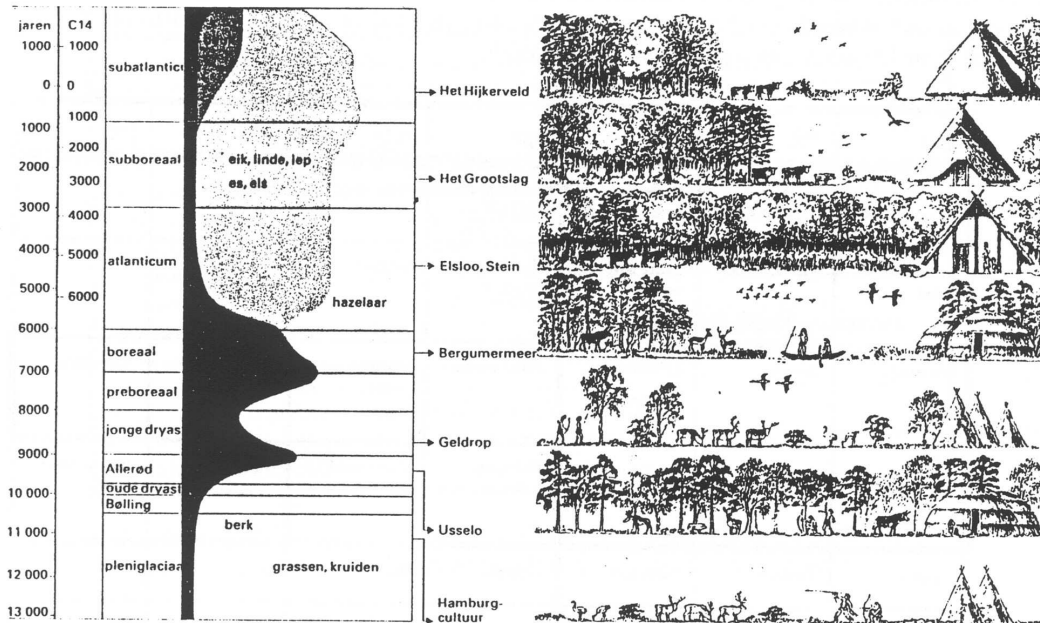 jaren
C14
1000
1000
0
0
1000
1000
2000
2000
3000
3000
4000
4000
5000
5000
6000
6000
7000
8000
9000
10 000
11 000
12 000
13 000
subatlanticu
subboreaal
atlanticum
boreaal
preboreaal
jonge dryas
Allerød
oude dryas
Bølling
pleniglaciaa
eik, linde, iep
es, els
hazelaar
berk
grassen, kruiden
Het Hijkerveld
Het Grootslag
Elsloo, Stein
Bergumermeer
Geldrop
Usselo
Hamburg-
cultuur